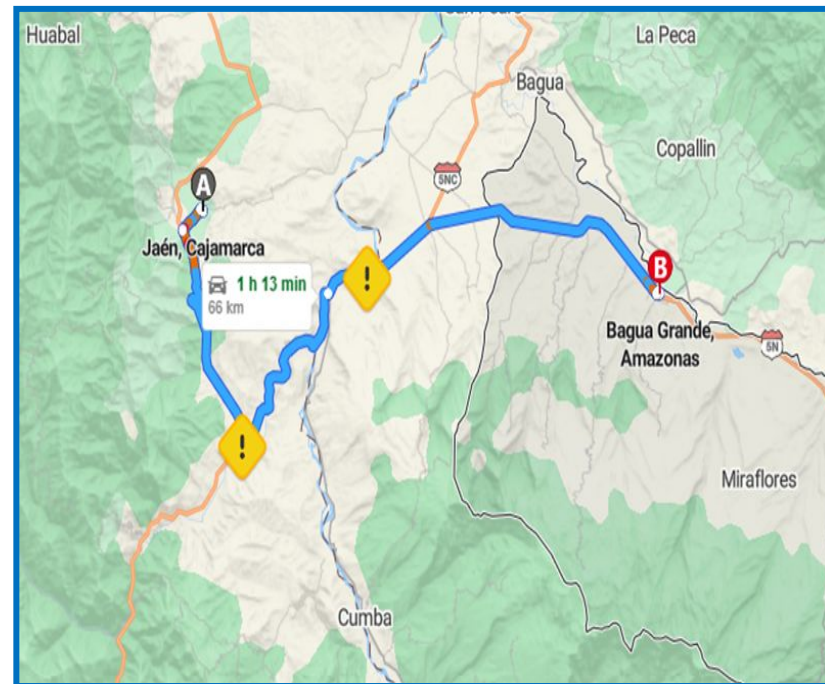 Huabal
La Peca
Bagua
Copallin
5NC
A
Jaén, Cajamarca
1 h 13 min
66 km
!
B
Bagua Grande,
Amazonas
5N
!
Miraflores
Cumba